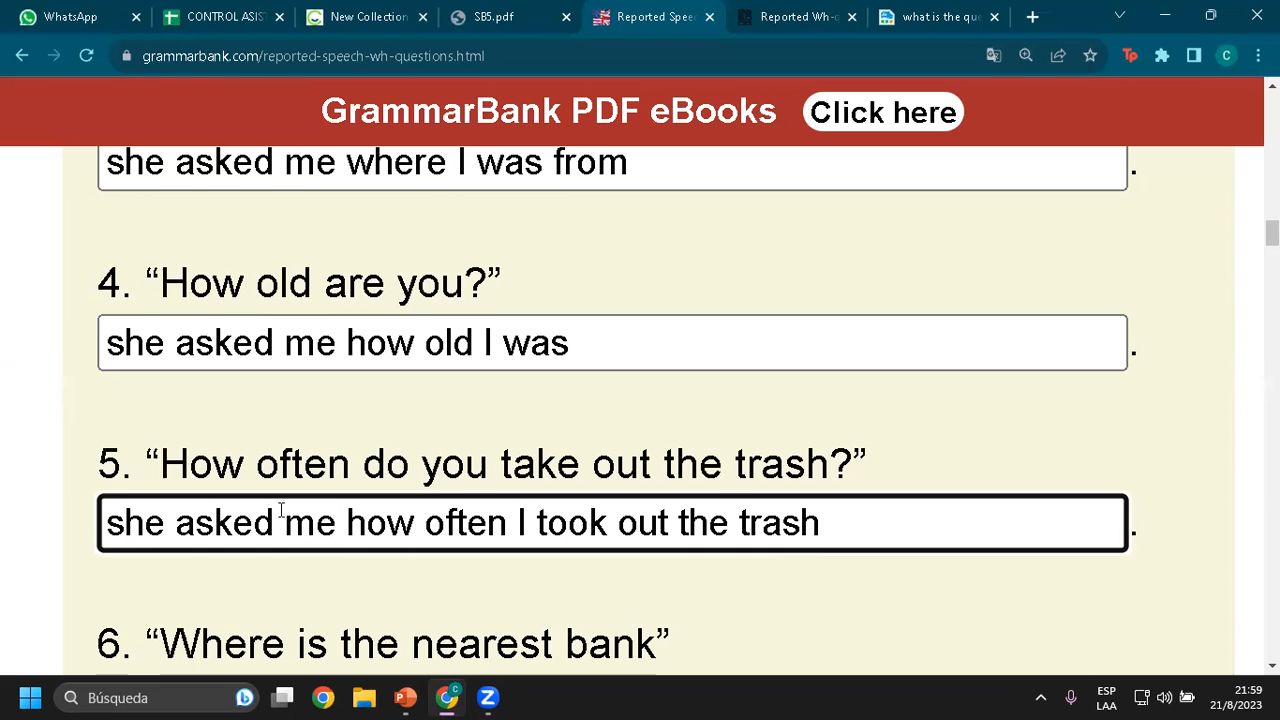 WhatsApp
CONTROL ASIS
New Collection
SB5.pdf
Reported Spee
Reported Wh-q
what is the qu
grammarbank.com/reported-speech-wh-questions.html
Tp
C
GrammarBank PDF eBooks
Click here
she asked me where I was from
.
4. “How old are you?”
she asked me how old I was
.
5. “How often do you take out the trash?”
she asked me how often I took out the trash
.
6. “Where is the nearest bank”
Búsqueda
ESP
LAA
21:59
21/8/2023